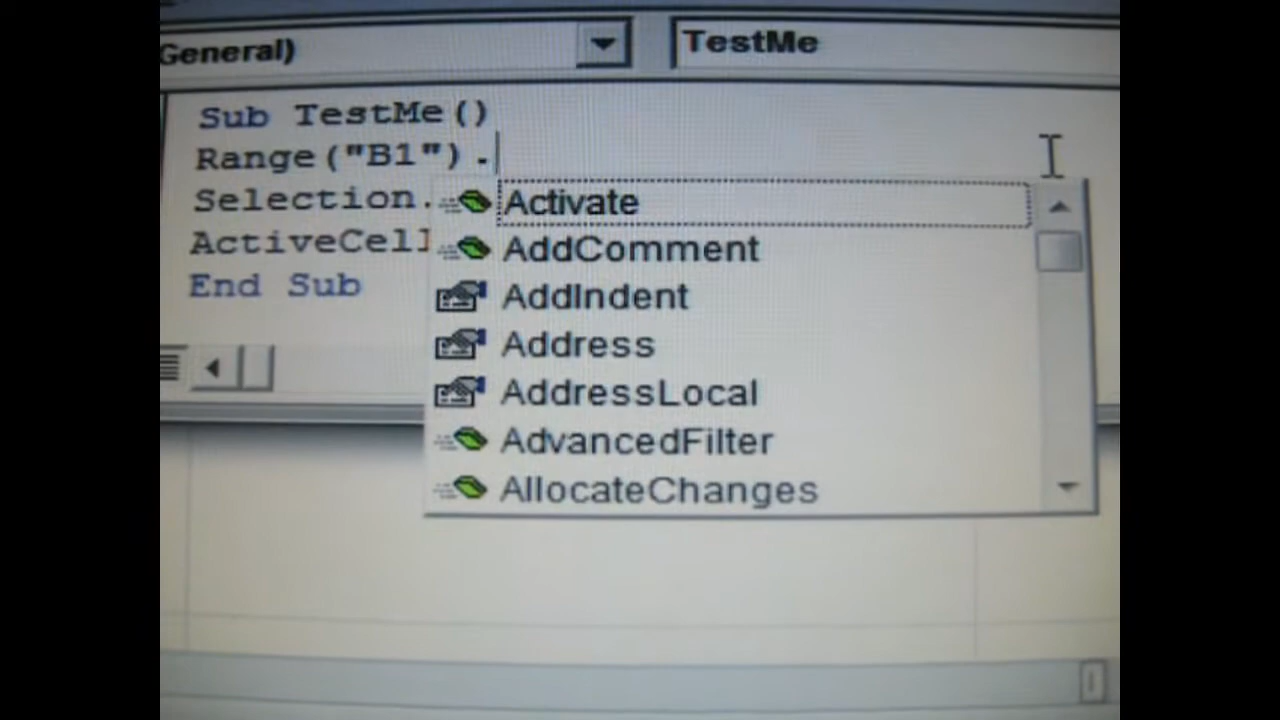 General)
TestMe
Sub TestMe()
Range("B1").
Selection.
ActiveCell
End Sub
Activate
AddComment
AddIndent
Address
AddressLocal
AdvancedFilter
AllocateChanges